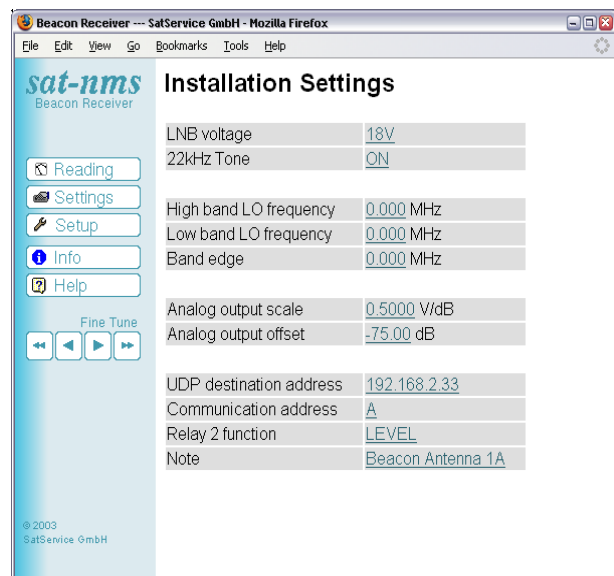 Beacon Receiver --- SatService GmbH - Mozilla Firefox
File Edit View Go Bookmarks Tools Help
sat-nms
Beacon Receiver
Reading
Settings
Setup
Info
Help
Fine Tune
© 2003
SatService GmbH
Installation Settings
LNB voltage 18V
22kHz Tone ON
High band LO frequency 0.000 MHz
Low band LO frequency 0.000 MHz
Band edge 0.000 MHz
Analog output scale 0.5000 V/dB
Analog output offset -75.00 dB
UDP destination address 192.168.2.33
Communication address A
Relay 2 function LEVEL
Note Beacon Antenna 1A